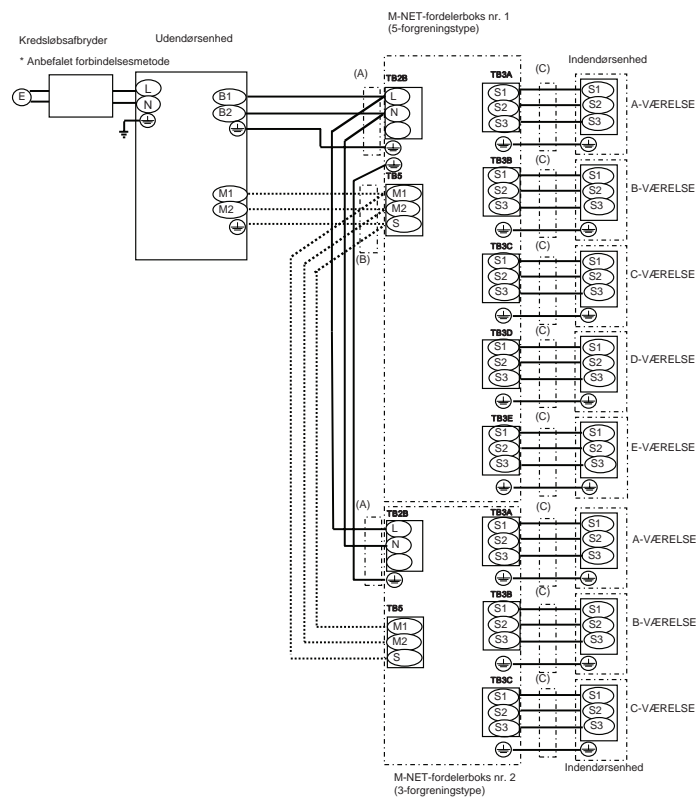 M-NET-fordelerboks nr. 1
(5-forgreningstype)
Kredsløbsafbryder
Udendørsenhed
* Anbefalet forbindelsesmetode
Indendørsenhed
E
L
N
B1
B2
M1
M2
(A)
TB2B
L
N
TB5
M1
M2
S
(B)
TB3A
(C)
S1
S2
S3
S1
S2
S3
A-VÆRELSE
TB3B
(C)
S1
S2
S3
S1
S2
S3
B-VÆRELSE
TB3C
(C)
S1
S2
S3
S1
S2
S3
C-VÆRELSE
TB3D
(C)
S1
S2
S3
S1
S2
S3
D-VÆRELSE
TB3E
(C)
S1
S2
S3
S1
S2
S3
E-VÆRELSE
(A)
TB2B
L
N
TB5
M1
M2
S
TB3A
(C)
S1
S2
S3
S1
S2
S3
A-VÆRELSE
TB3B
(C)
S1
S2
S3
S1
S2
S3
B-VÆRELSE
TB3C
(C)
S1
S2
S3
S1
S2
S3
C-VÆRELSE
Indendørsenhed
M-NET-fordelerboks nr. 2
(3-forgreningstype)